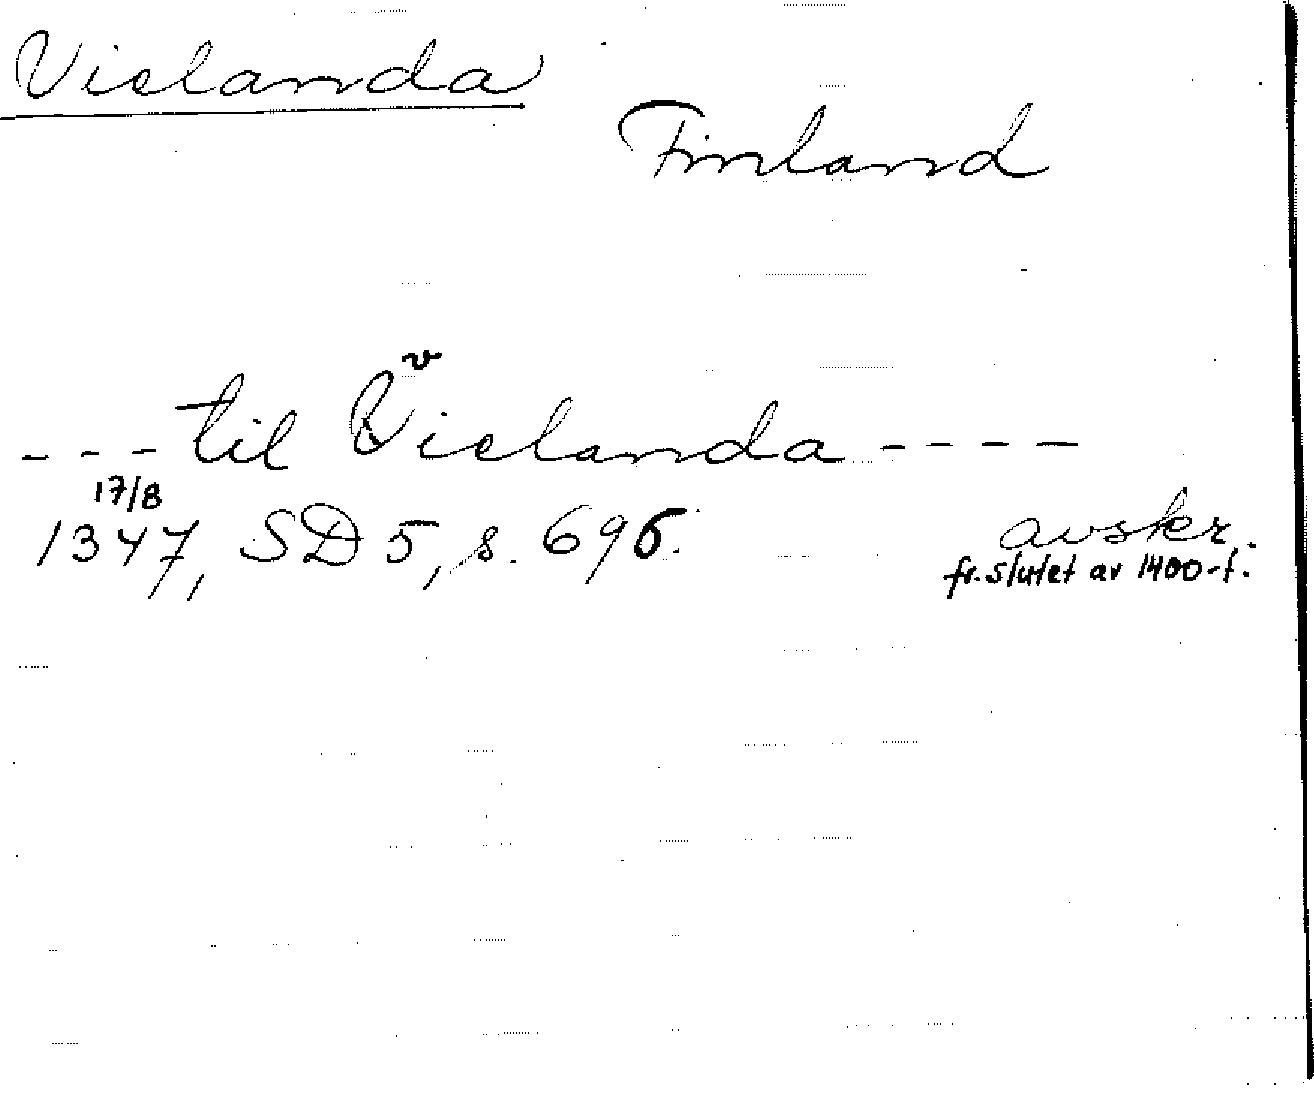 Vielanda
Finland
v
- - - til Vielanda - - - -
17/8
1347, SD 5, s. 696. avskr.
fr. slutet av 1400-t.